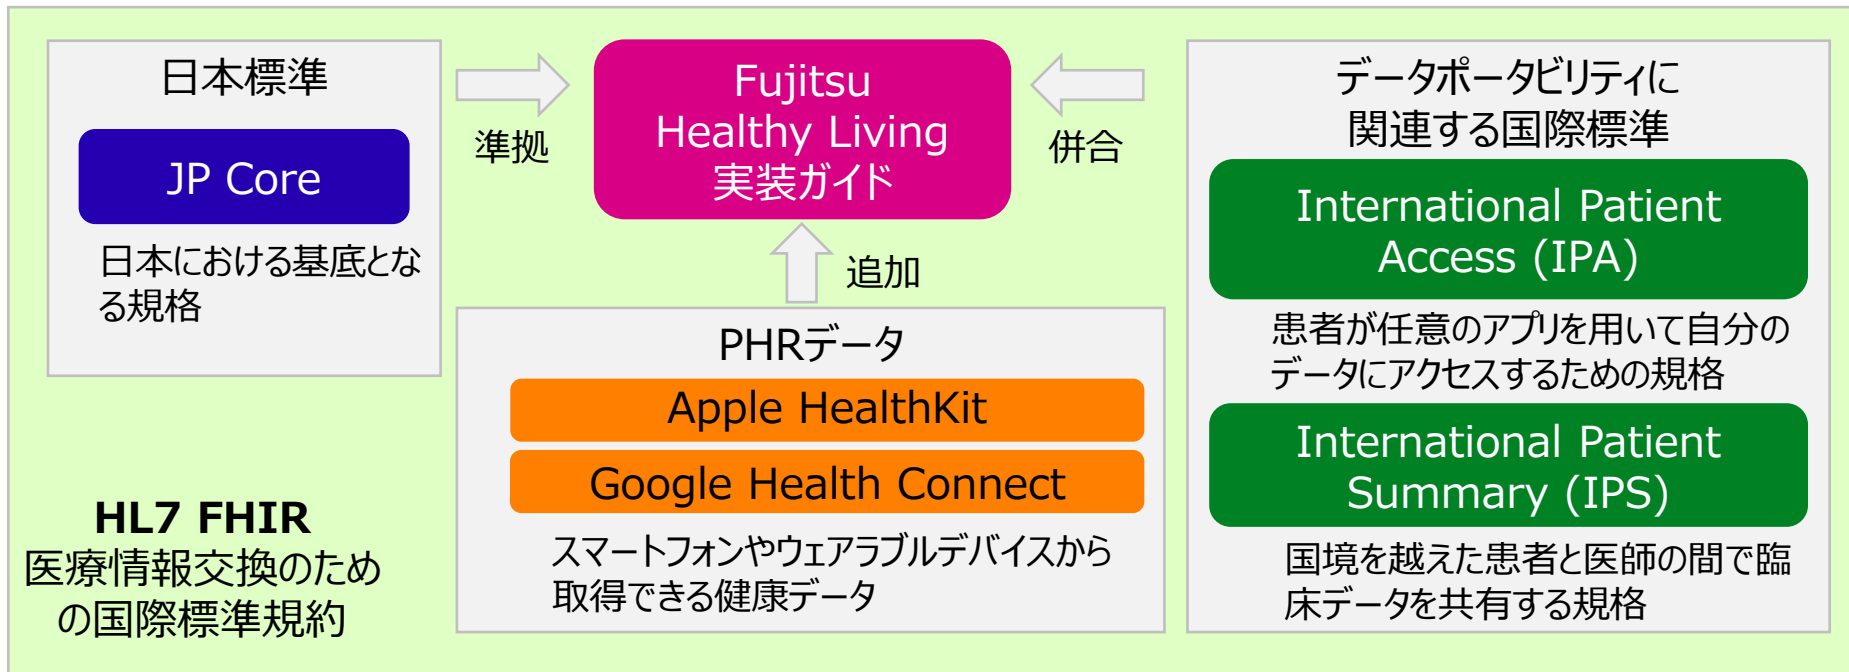 日本標準
JP Core
日本における基底とな
る規格
準拠
Fujitsu
Healthy Living
実装ガイド
併合
追加
データポータビリティに
関連する国際標準
International Patient
Access (IPA)
患者が任意のアプリを用いて自分の
データにアクセスするための規格
International Patient
Summary (IPS)
国境を越えた患者と医師の間で臨
床データを共有する規格
PHRデータ
Apple HealthKit
Google Health Connect
スマートフォンやウェアラブルデバイスから
取得できる健康データ
HL7 FHIR
医療情報交換のため
の国際標準規約